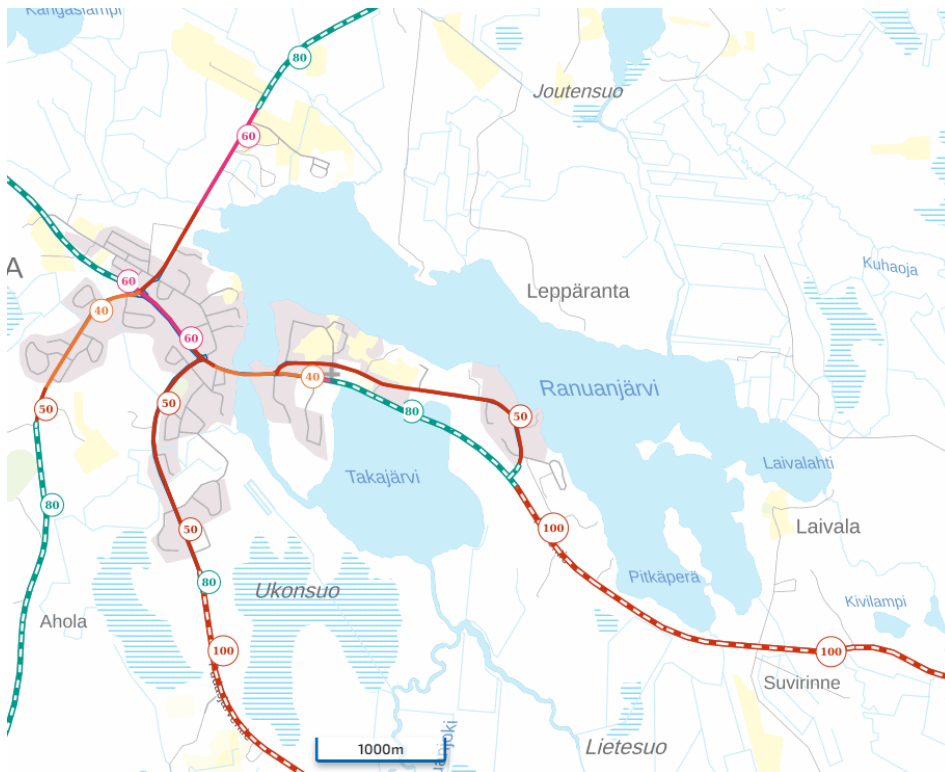 Kangaslampi
80
Joutensuo
60
Kuhaoja
A
60
Leppäranta
40
60
40
Ranuanjärvi
50
50
80
Laivalahti
Takajärvi
80
100
Laivala
50
Pitkäperä
80
Ukonsuo
Kivilampi
Ahola
100
100
Suvirinne
1000m
Lietesuo